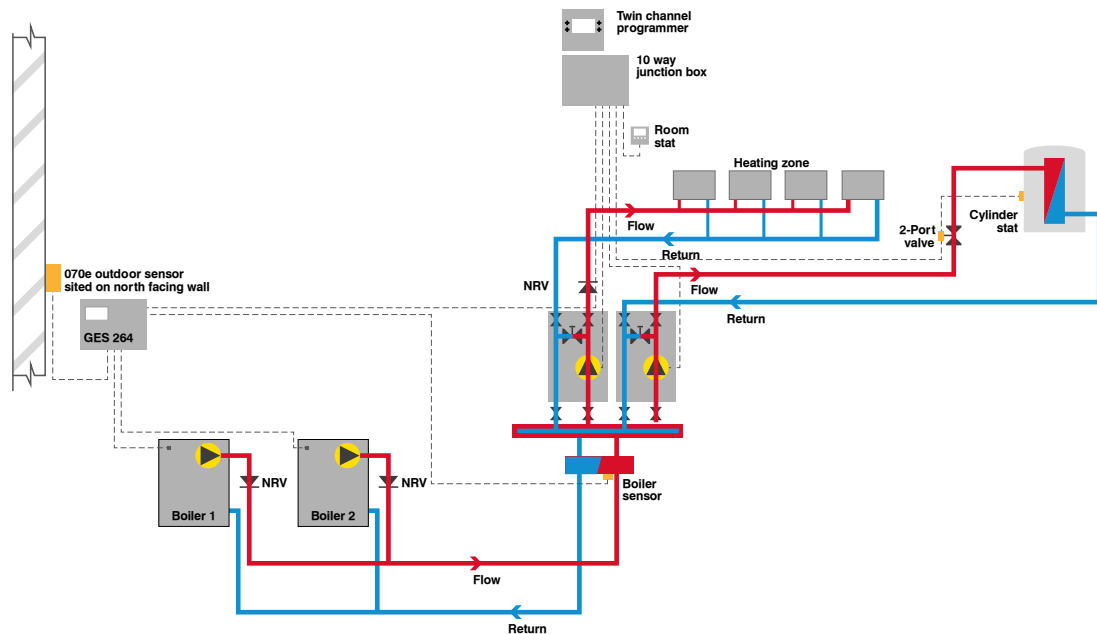 Twin channel
programmer
10 way
junction box
Room
stat
Heating zone
Flow
Return
2-Port
valve
Cylinder
stat
070e outdoor sensor
sited on north facing wall
GES 264
NRV
Flow
Return
Boiler 1
NRV
Boiler 2
NRV
Boiler
sensor
Flow
Return